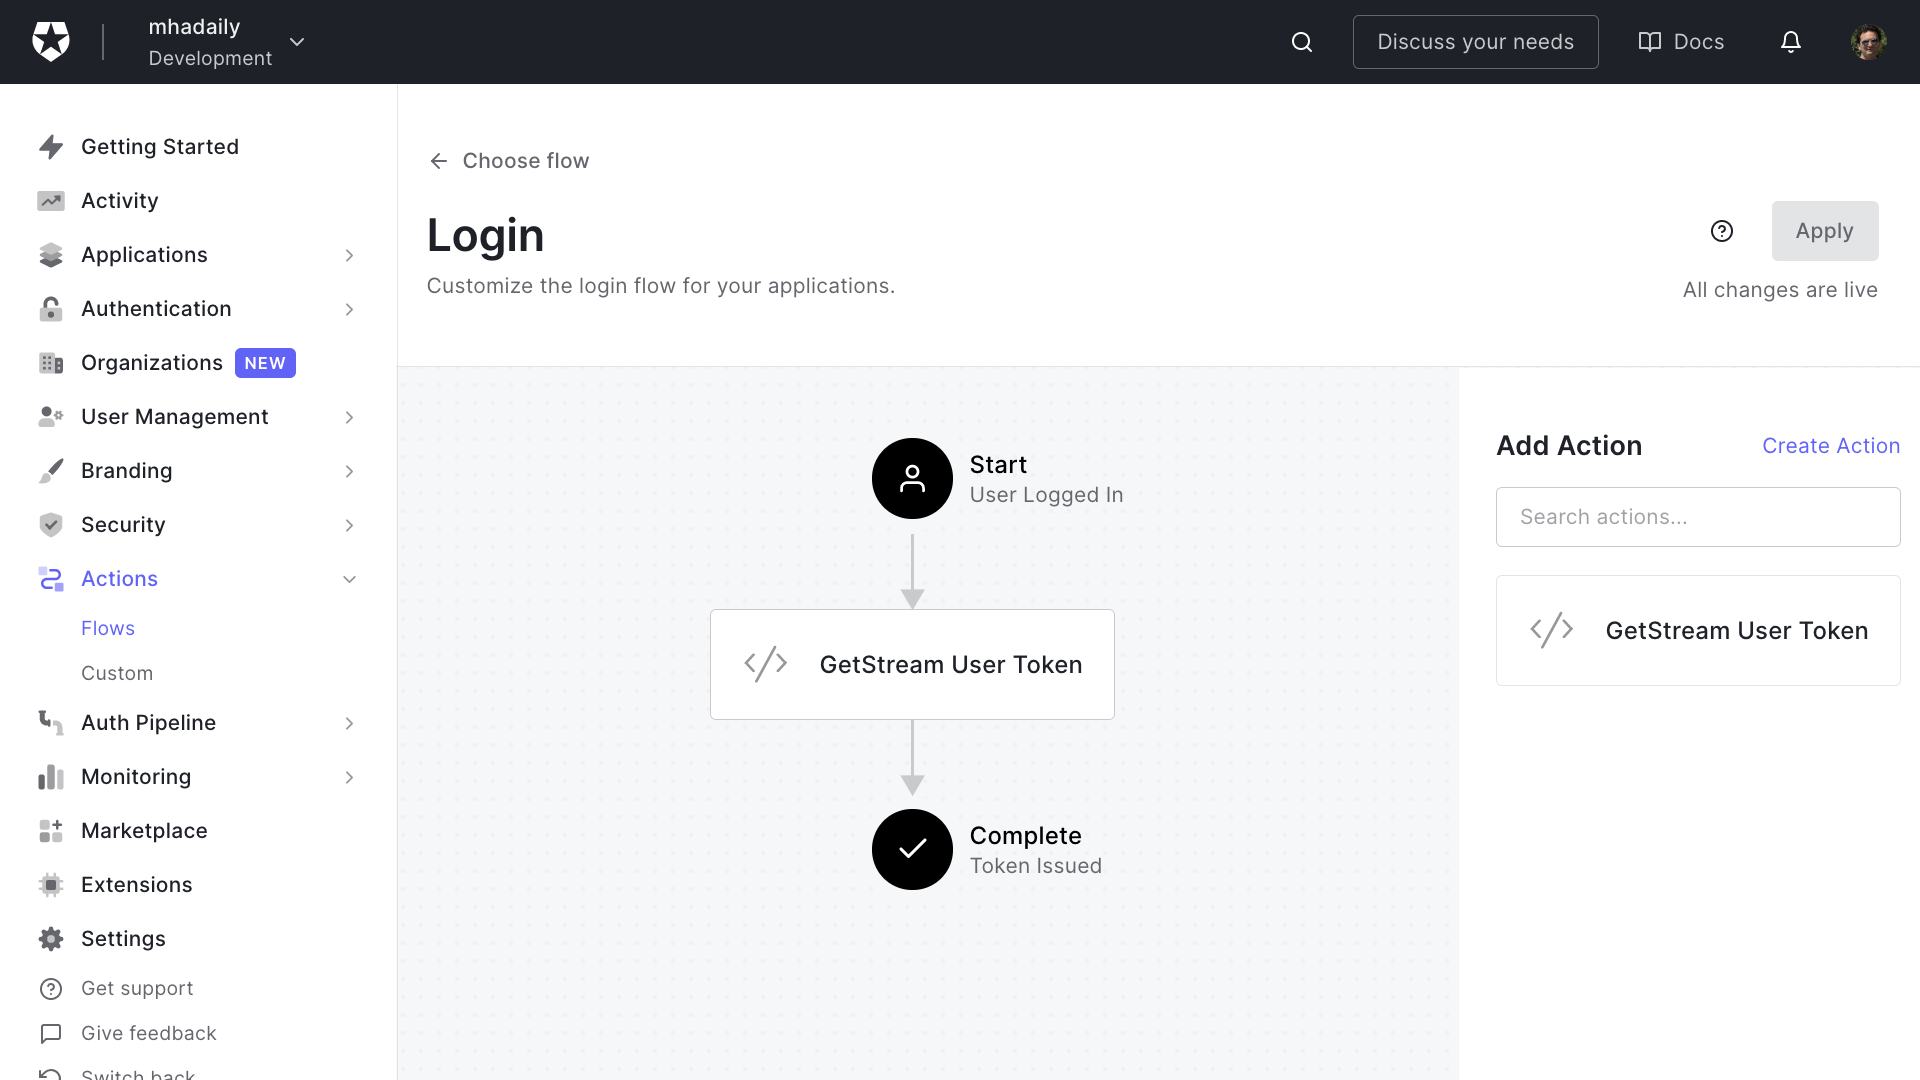 mhadaily
Development
Discuss your needs
Docs
Getting Started
Activity
Applications
Authentication
Organizations NEW
User Management
Branding
Security
Actions
Flows
Custom
Auth Pipeline
Monitoring
Marketplace
Extensions
Settings
Get support
Give feedback
Switch back
Choose flow
Login
Customize the login flow for your applications.
Apply
All changes are live
Start
User Logged In
GetStream User Token
Complete
Token Issued
Add Action
Create Action
Search actions...
GetStream User Token